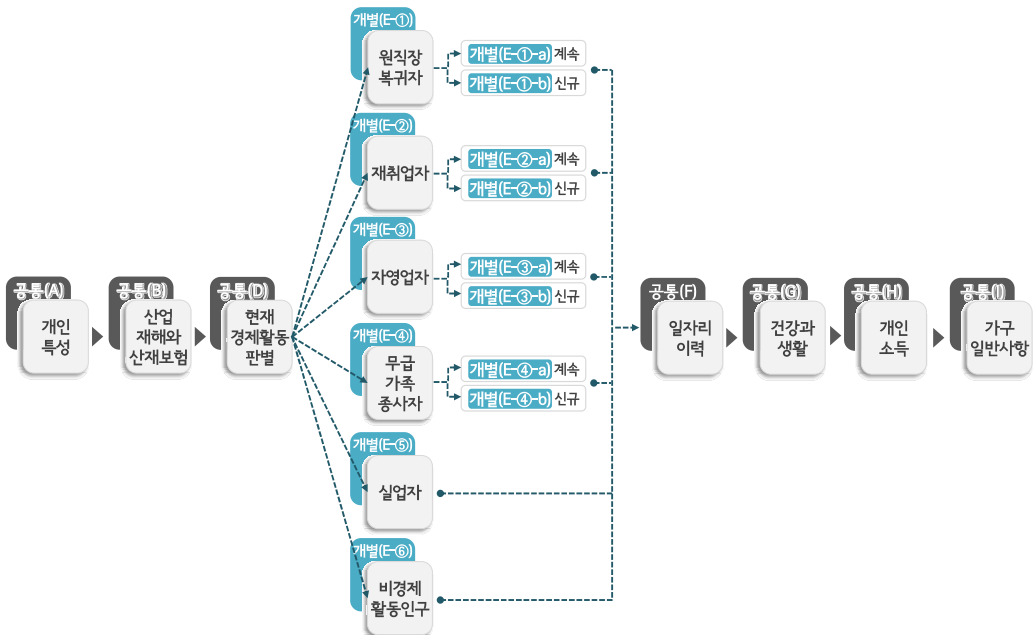 공통(A)
개인
특성
공통(B)
산업
재해와
산재보험
공통(D)
현재
경제활동
판별
개별(E-①)
원직장
복귀자
개별(E-①-a) 계속
개별(E-①-b) 신규
개별(E-②)
재취업자
개별(E-②-a) 계속
개별(E-②-b) 신규
개별(E-③)
자영업자
개별(E-③-a) 계속
개별(E-③-b) 신규
개별(E-④)
무급
가족
종사자
개별(E-④-a) 계속
개별(E-④-b) 신규
개별(E-⑤)
실업자
개별(E-⑥)
비경제
활동인구
공통(F)
일자리
이력
공통(G)
건강과
생활
공통(H)
개인
소득
공통(I)
가구
일반사항